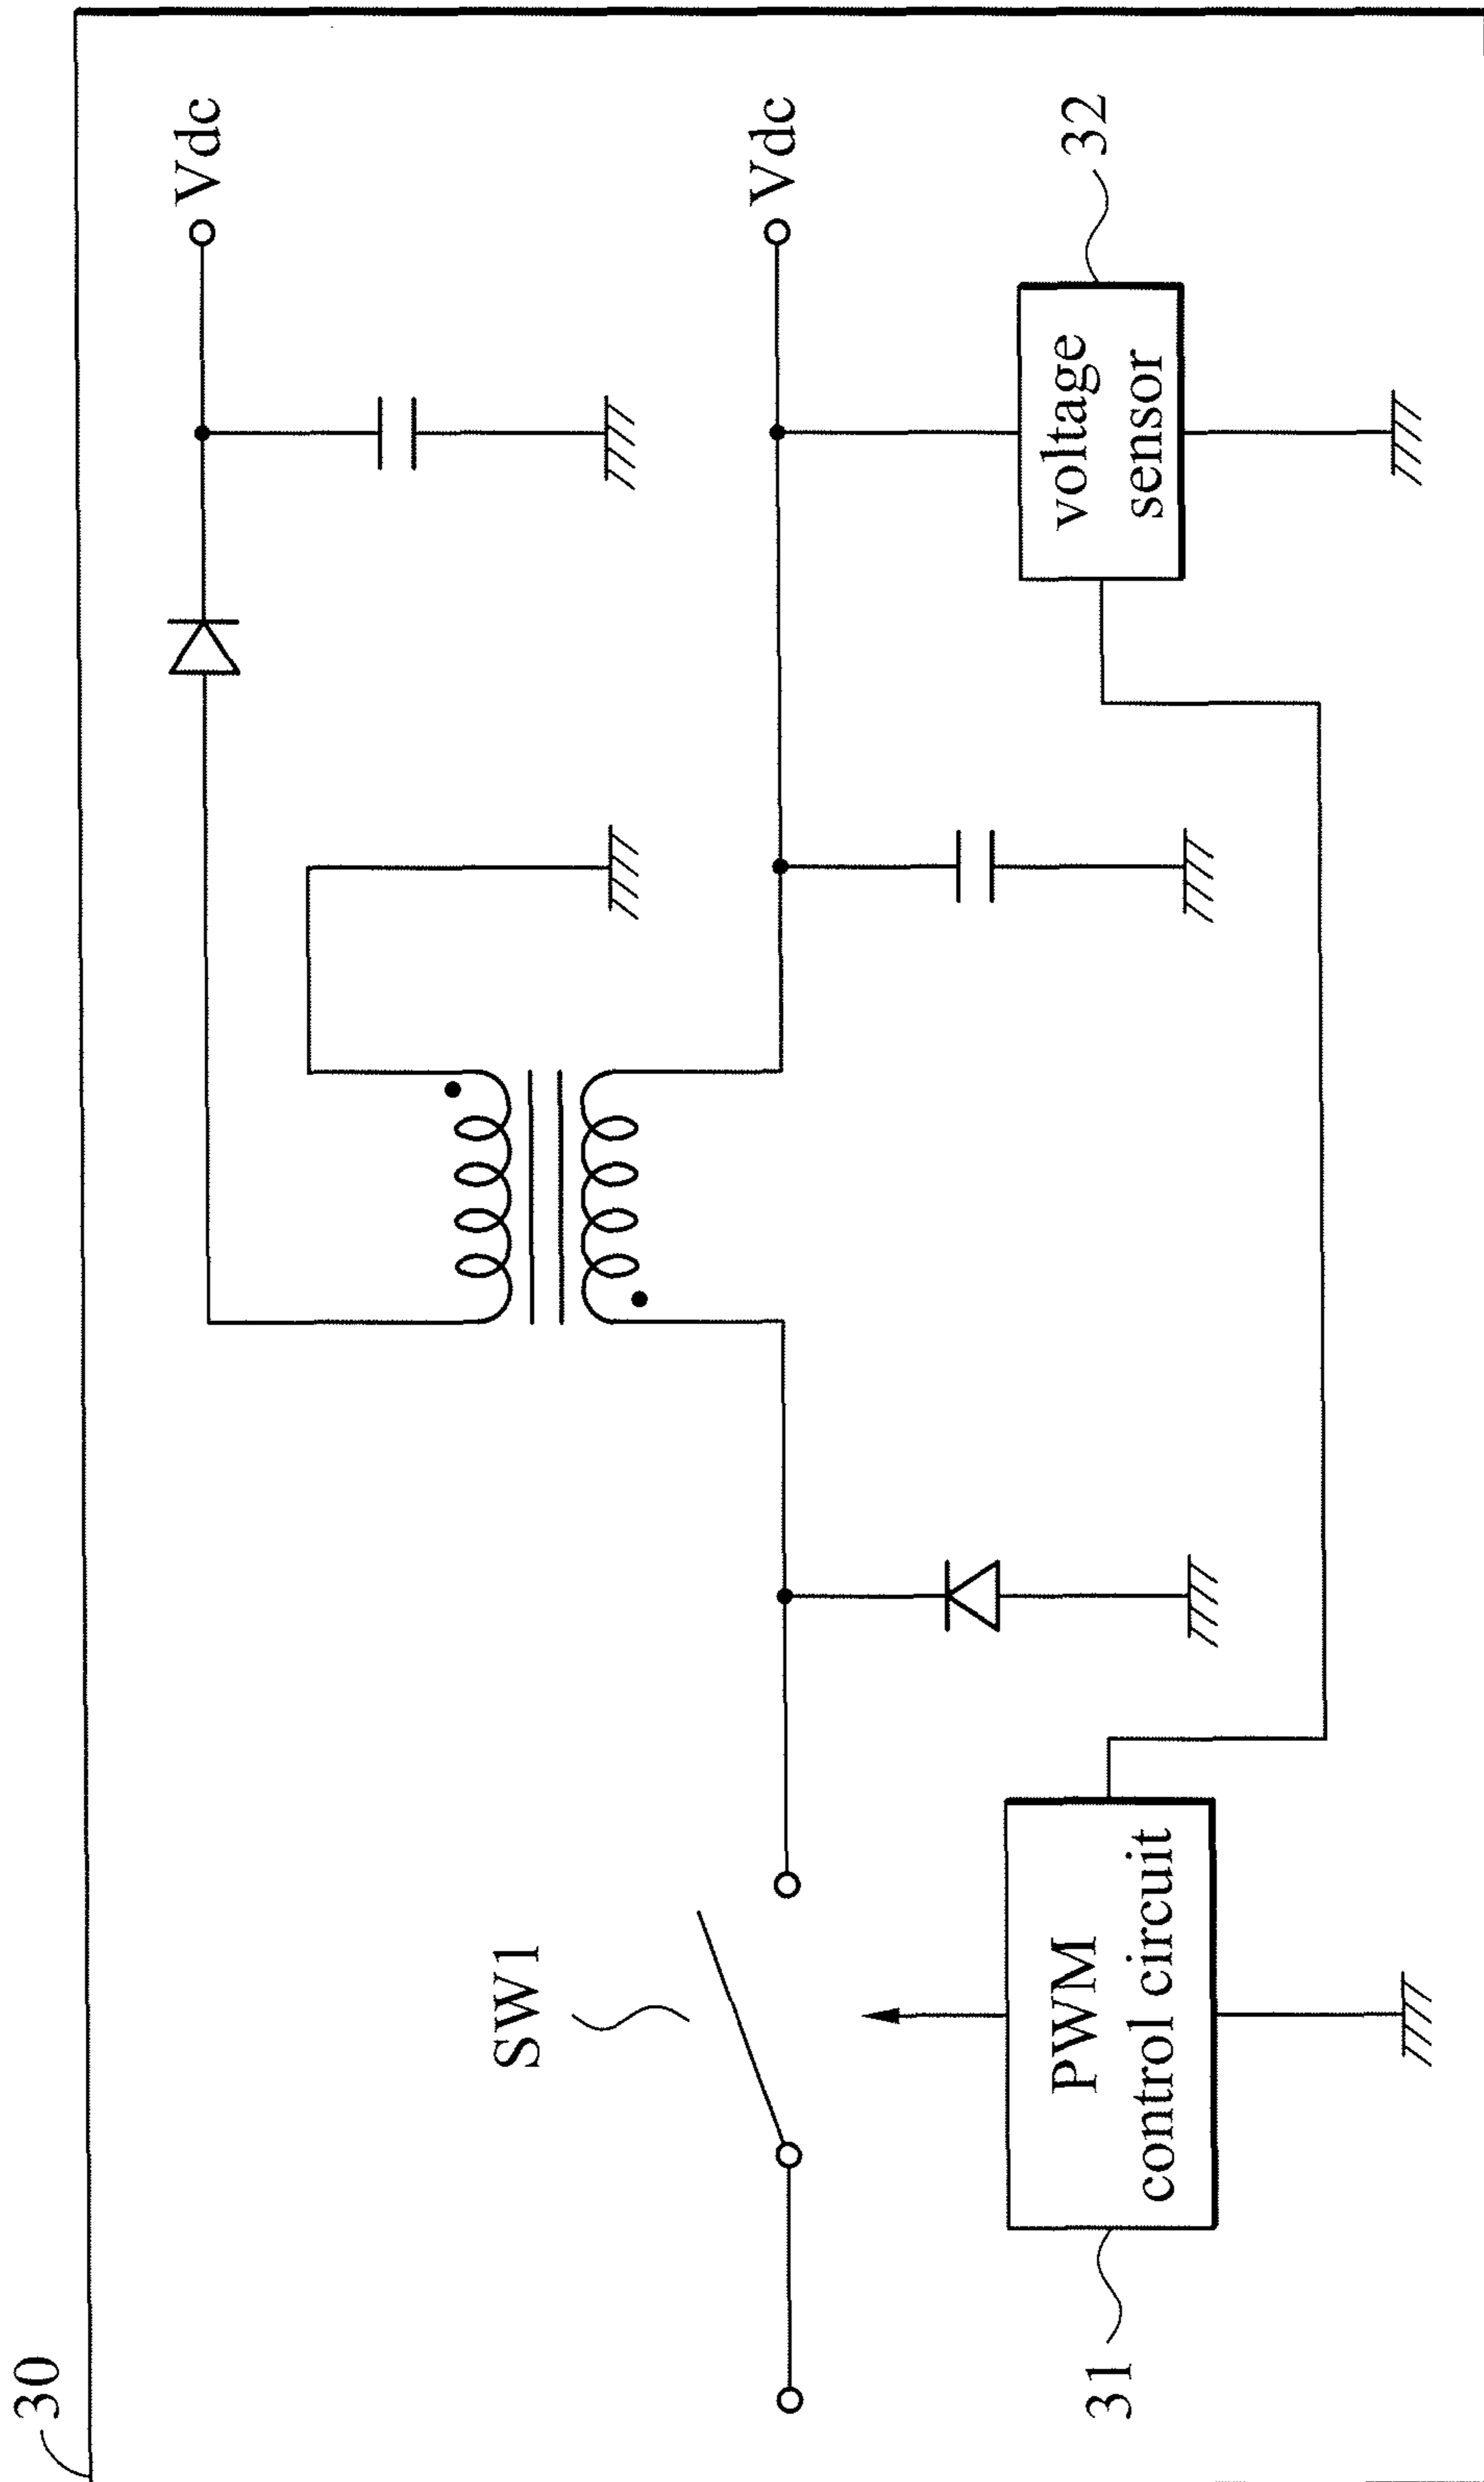 30
Vdc
SW1
Vdc
PWM
control circuit
31
voltage
sensor
32